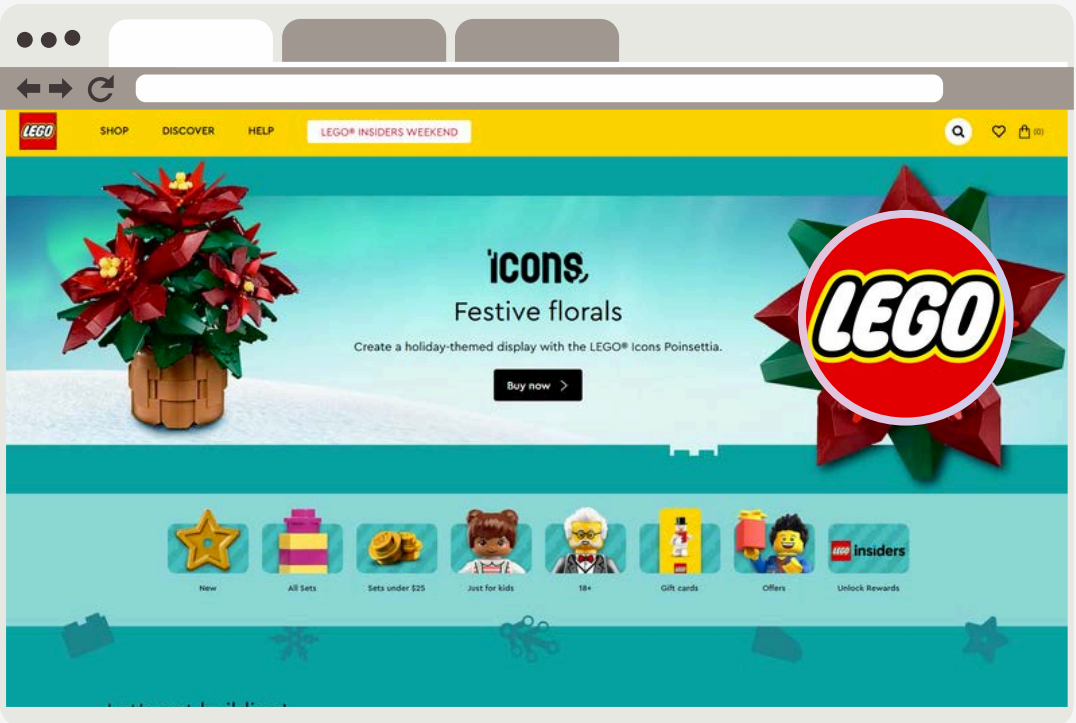 LEGO
SHOP
DISCOVER
HELP
LEGO® INSIDERS WEEKEND
(0)
icons
Festive florals
Create a holiday-themed display with the LEGO® Icons Poinsettia.
Buy now
LEGO
New
All Sets
Sets under $25
Just for kids
18+
Gift cards
Offers
LEGO insiders
Unlock Rewards